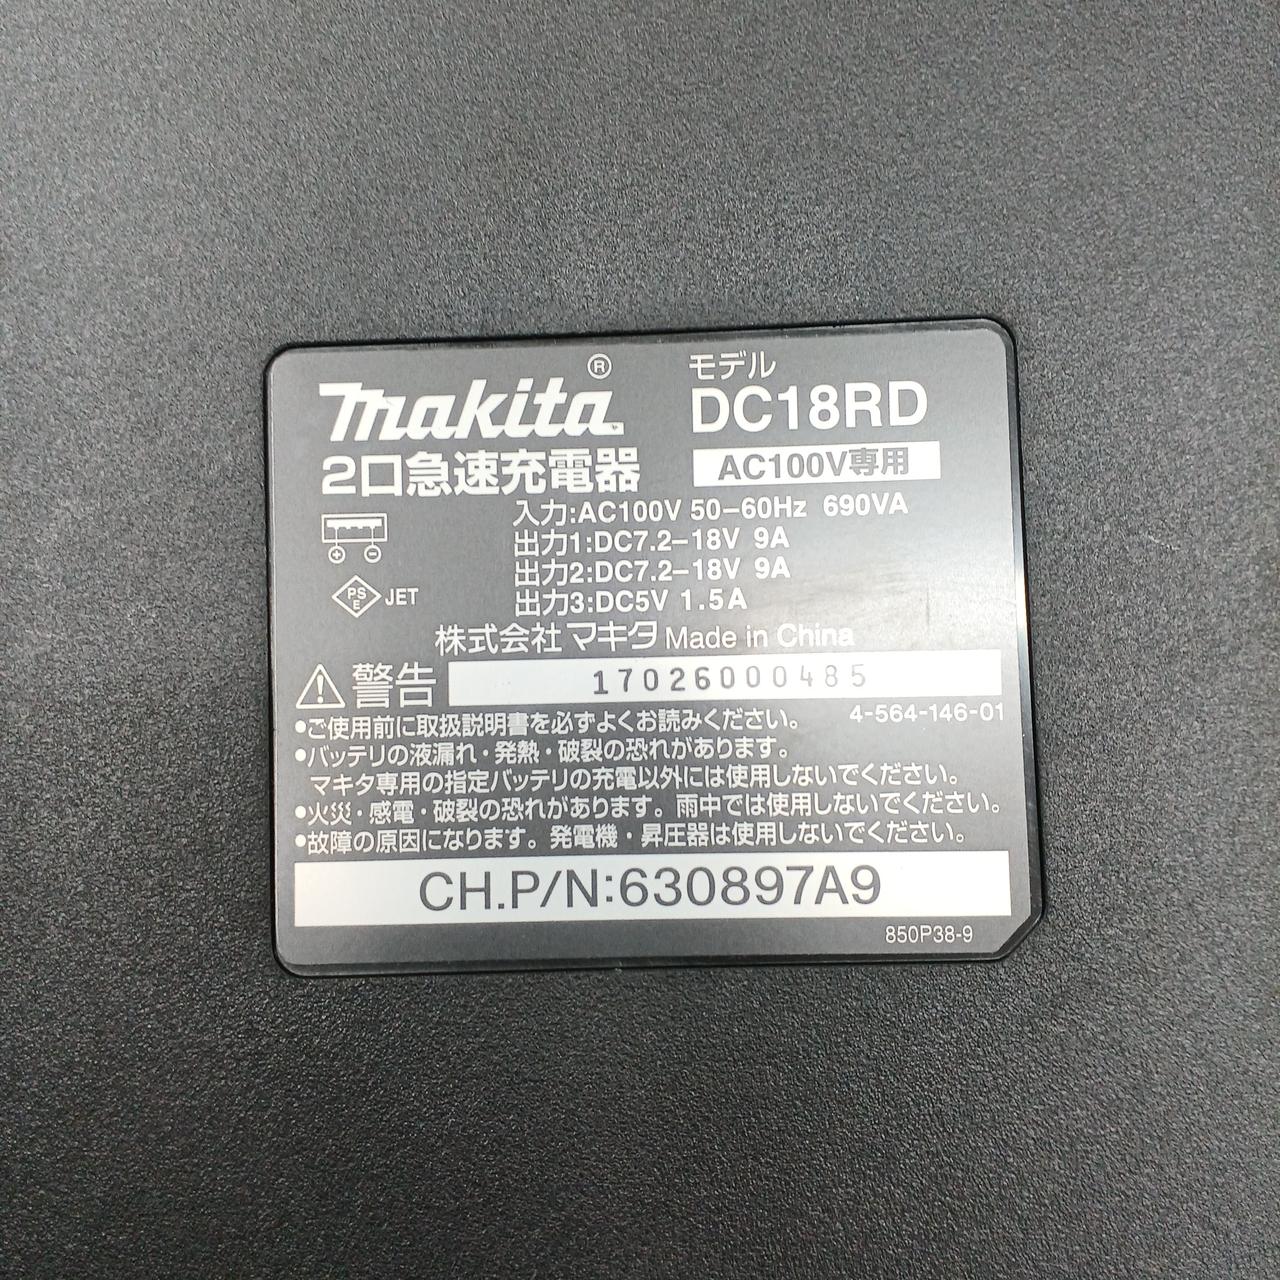 makita®
モデル
DC18RD
2口急速充電器
AC100V専用
入力:AC100V 50-60Hz 690VA
出力1:DC7.2-18V 9A
出力2:DC7.2-18V 9A
出力3:DC5V 1.5A
PS
E
JET
株式会社マキタ Made in China
警告
17026000485
4-564-146-01
•ご使用前に取扱説明書を必ずよくお読みください。
•バッテリの液漏れ・発熱・破裂の恐れがあります。
マキタ専用の指定バッテリの充電以外には使用しないでください。
•火災・感電・破裂の恐れがあります。雨中では使用しないでください。
•故障の原因になります。発電機・昇圧器は使用しないでください。
CH.P/N:630897A9
850P38-9